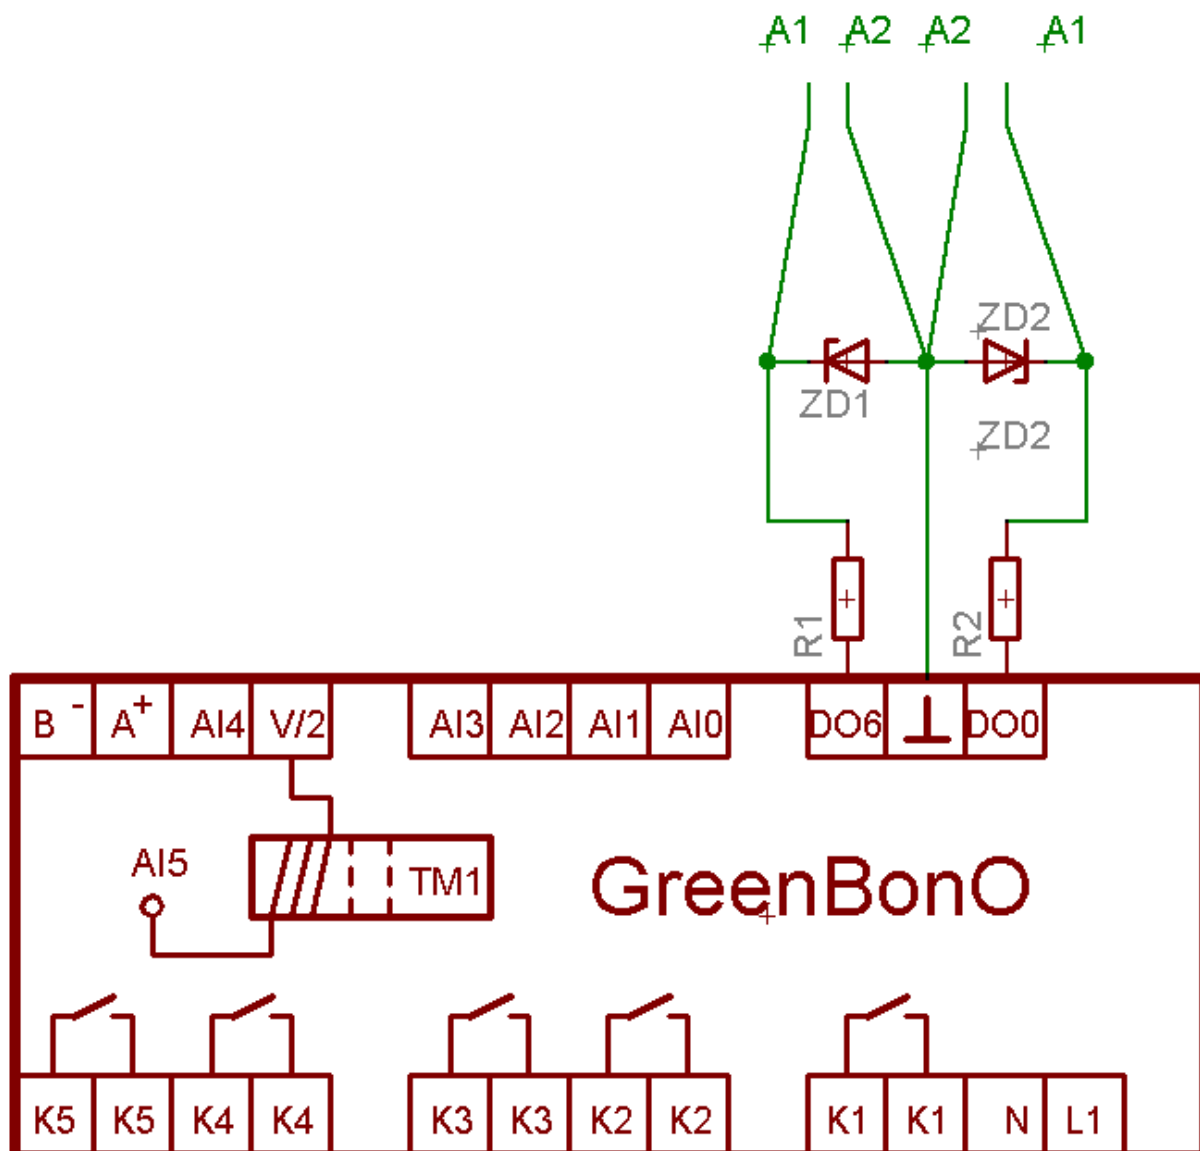 A1 A2 A2 A1
ZD2
ZD1
ZD2
R1 R2
B - A+ AI4 V/2 AI3 AI2 AI1 AI0 DO6 ⊥ DO0
AI5 TM1 GreenBonO
K5 K5 K4 K4 K3 K3 K2 K2 K1 K1 N L1